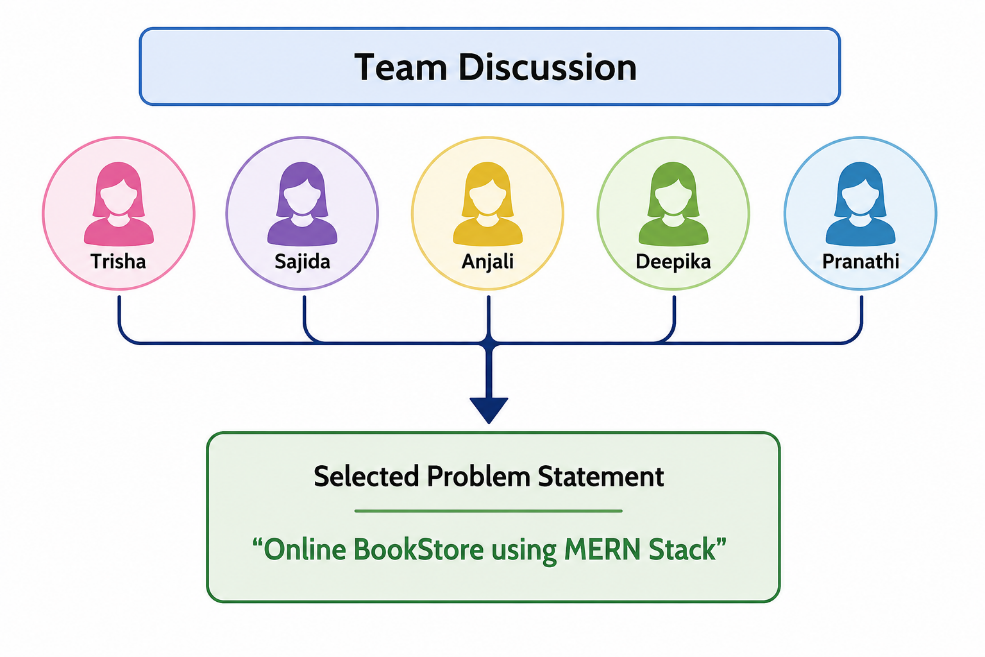 Team Discussion
Trisha
Sajida
Anjali
Deepika
Pranathi
Selected Problem Statement
“Online BookStore using MERN Stack”